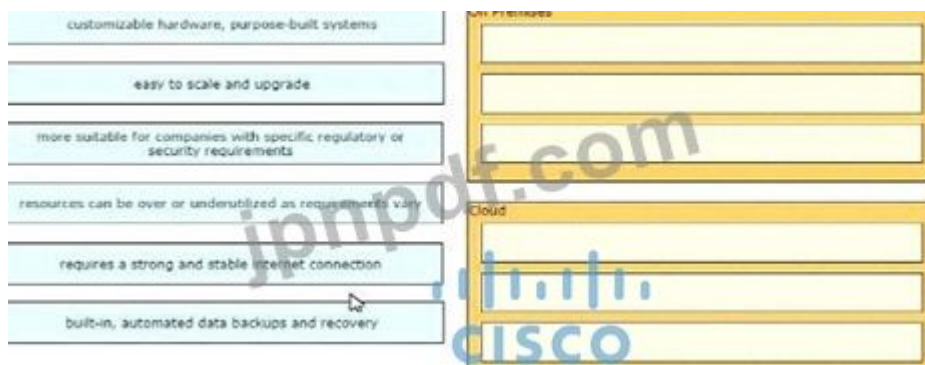 customizable hardware, purpose-built systems
easy to scale and upgrade
more suitable for companies with specific regulatory or
security requirements
resources can be over or underutilized as requirements vary
requires a strong and stable internet connection
built-in, automated data backups and recovery
On Premises
Cloud
jpnpdf.com
CISCO